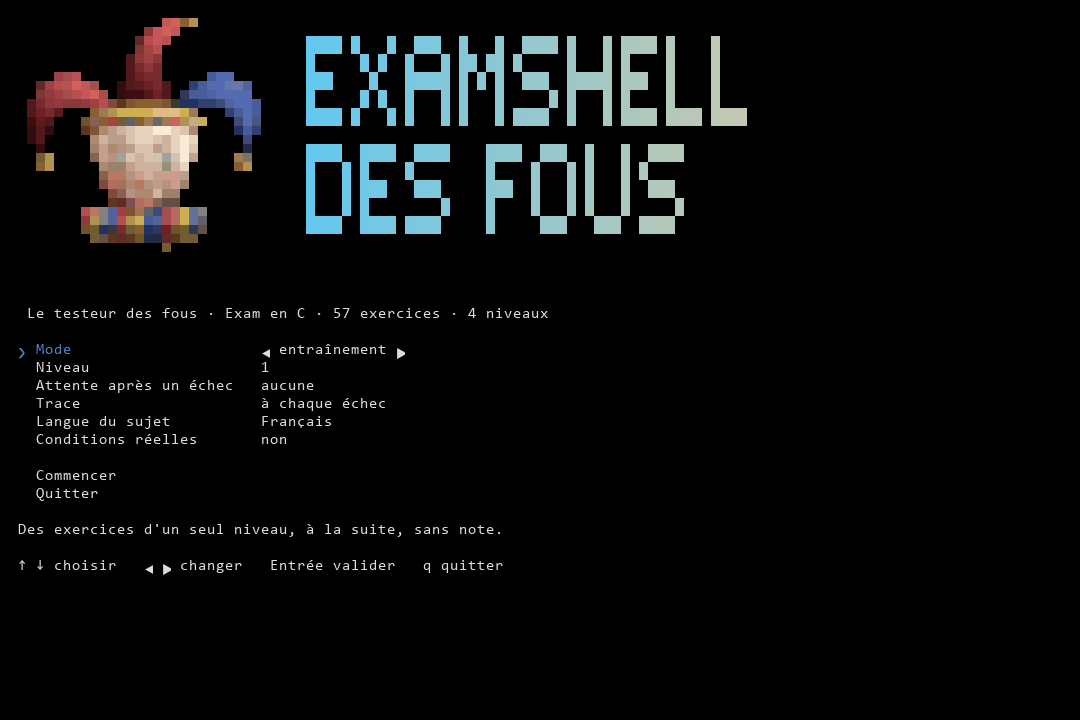 EXAMSHELL
DES FOUS
Le testeur des fous · Exam en C · 57 exercices · 4 niveaux
❯ Mode ◀ entraînement ▶
Niveau 1
Attente après un échec aucune
Trace à chaque échec
Langue du sujet Français
Conditions réelles non
Commencer
Quitter
Des exercices d'un seul niveau, à la suite, sans note.
↑ ↓ choisir ◀ ▶ changer Entrée valider q quitter